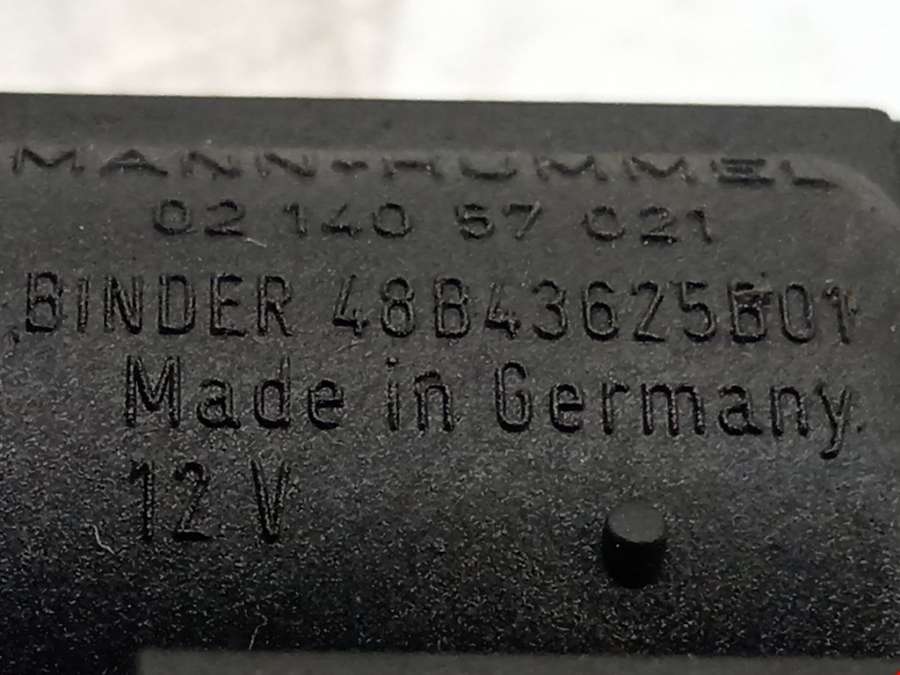 MANN+HUMMEL
02 140 57 021
BINDER 48B43625B01
Made in Germany
12 V